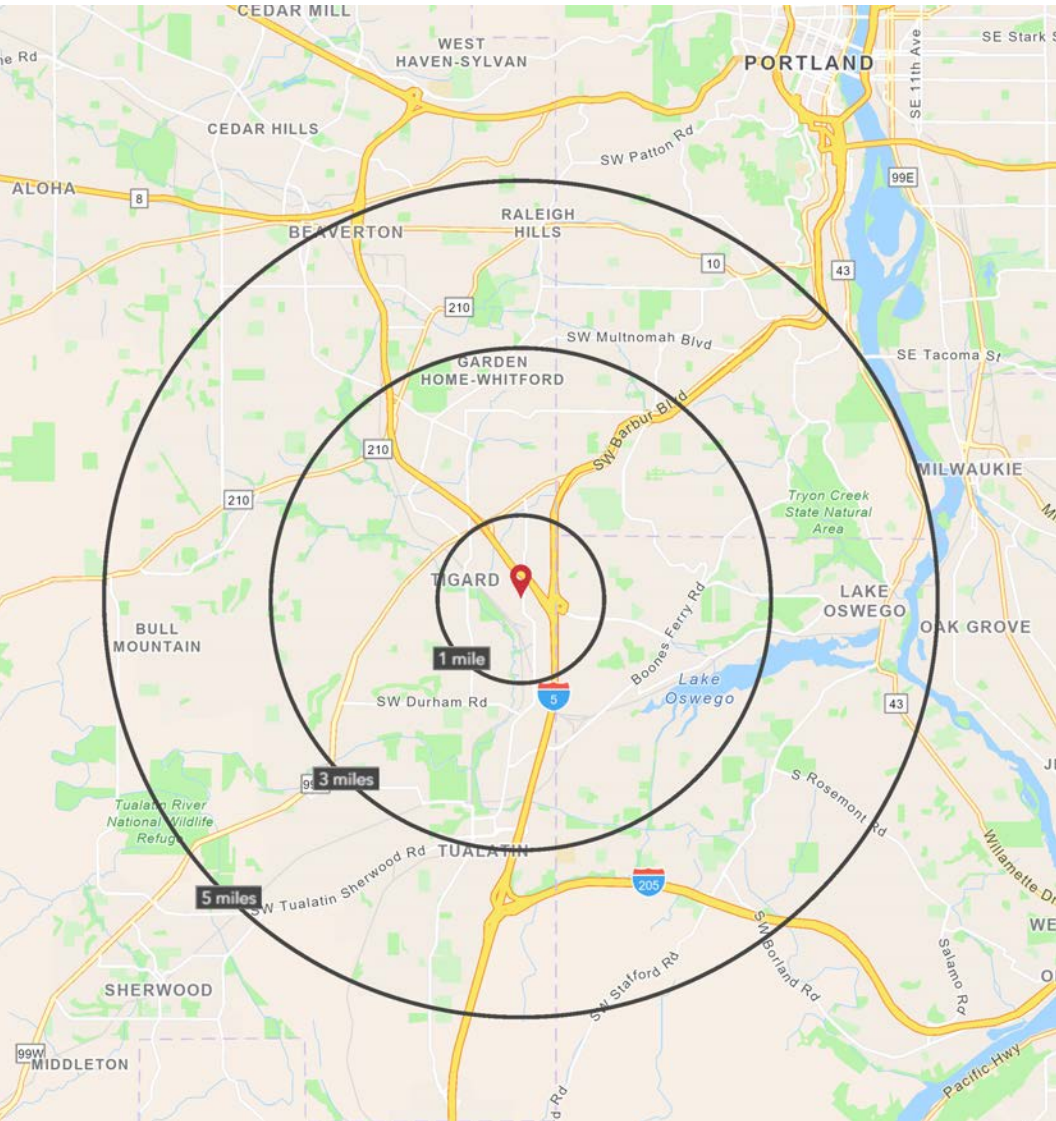 CEDAR MILL
WEST
HAVEN-SYLVAN
SE Stark S
ne Rd
PORTLAND
SE 11th Ave
CEDAR HILLS
SW Patton Rd
99E
ALOHA
8
RALEIGH
HILLS
BEAVERTON
10
43
210
SW Multnomah Blvd
SE Tacoma St
GARDEN
HOME-WHITFORD
SW Barbur Blvd
210
MILWAUKIE
210
Tryon Creek
State Natural
Area
TIGARD
LAKE
OSWEGO
OAK GROVE
BULL
MOUNTAIN
Boones Ferry Rd
1 mile
Lake
Oswego
5
SW Durham Rd
43
3 miles
S Rosemont Rd
Tualatin River
National Wildlife
Refuge
TUALATIN
SW Tualatin Sherwood Rd
Willamette Dr
205
5 miles
WE
SW Borland Rd
Salamo Rd
SW Stafford Rd
SHERWOOD
99W
MIDDLETON
Pacific Hwy
d Rd